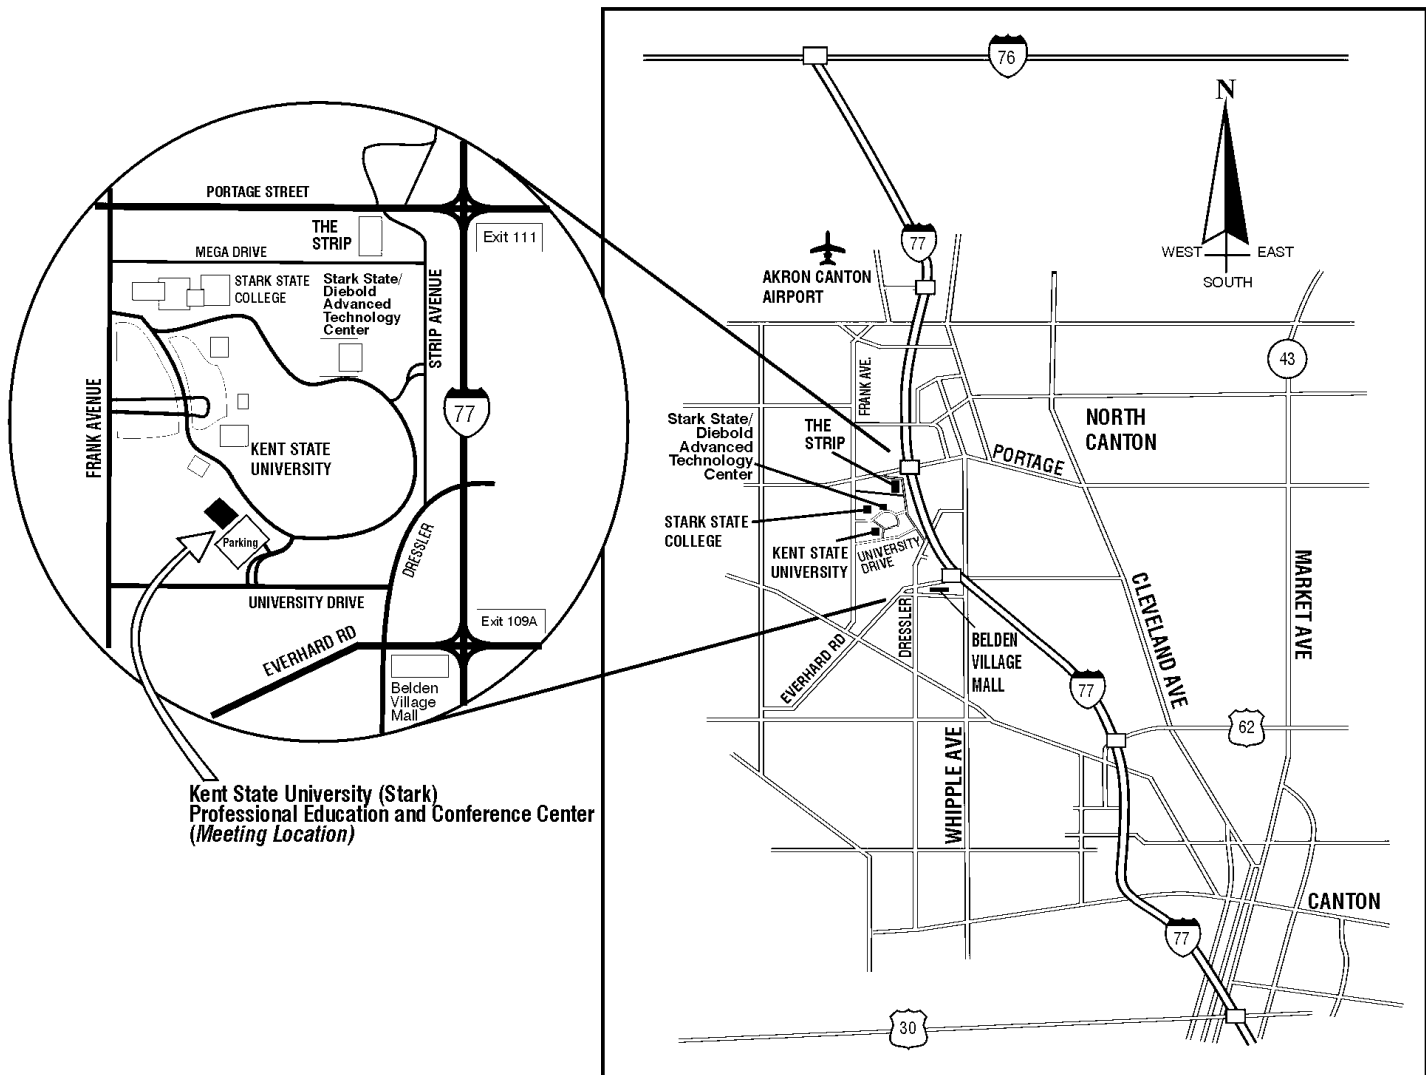 PORTAGE STREET
THE
STRIP
Exit 111
MEGA DRIVE
STARK STATE
COLLEGE
Stark State/
Diebold
Advanced
Technology
Center
STRIP AVENUE
FRANK AVENUE
77
KENT STATE
UNIVERSITY
Parking
DRESSLER
UNIVERSITY DRIVE
Exit 109A
EVERHARD RD
Belden
Village
Mall
Kent State University (Stark)
Professional Education and Conference Center
(Meeting Location)
76
N
WEST
EAST
SOUTH
77
AKRON CANTON
AIRPORT
43
FRANK AVE.
Stark State/
Diebold
Advanced
Technology
Center
THE
STRIP
NORTH
CANTON
PORTAGE
STARK STATE
COLLEGE
KENT STATE
UNIVERSITY
UNIVERSITY
DRIVE
MARKET AVE
CLEVELAND AVE
DRESSLER
EVERHARD RD
BELDEN
VILLAGE
MALL
77
62
WHIPPLE AVE
CANTON
77
30